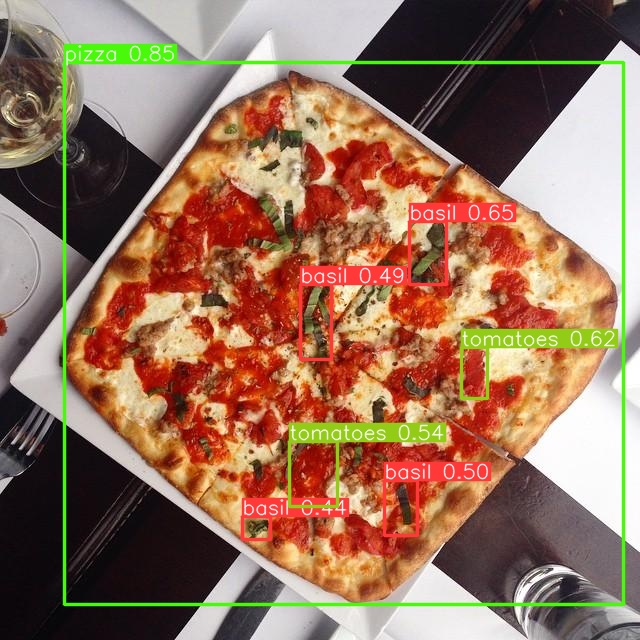 pizza 0.85
basil 0.65
basil 0.49
tomatoes 0.62
tomatoes 0.54
basil 0.50
basil 0.44